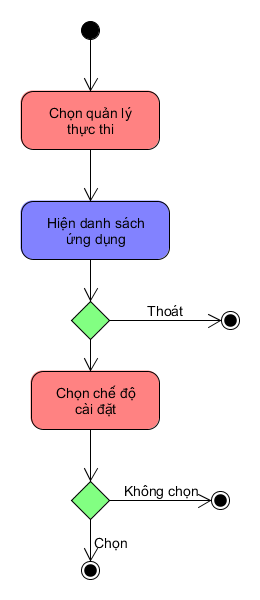 Chọn quản lý
thực thi
Hiện danh sách
ứng dụng
Thoát
Chọn chế độ
cài đặt
Không chọn
Chọn